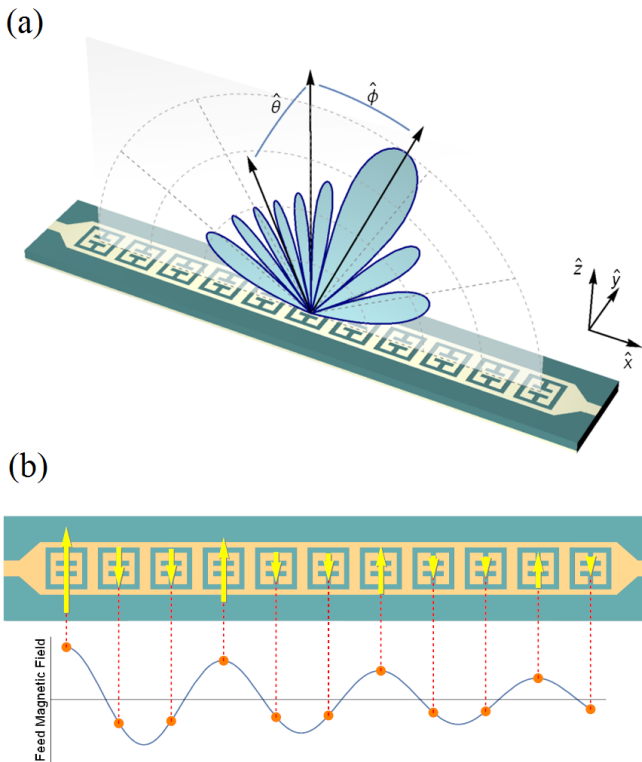 (a)
θ̂
ϕ̂
ẑ
ŷ
x̂
(b)
Feed Magnetic Field